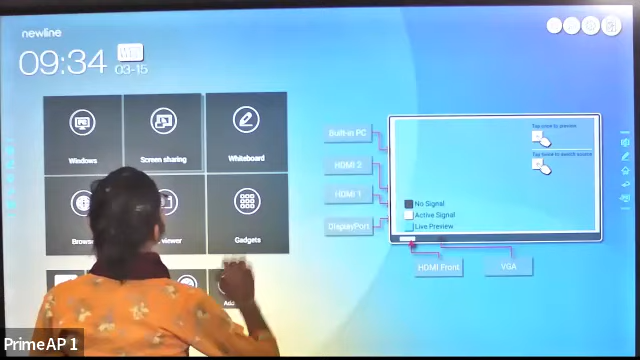 newline
09:34
WED
03-15
Windows
Screen sharing
Whiteboard
Gadgets
Built-in PC
HDMI 2
HDMI 1
DisplayPort
Tap once to preview
Tap twice to switch source
No Signal
Active Signal
Live Preview
HDMI Front
VGA
PrimeAP 1